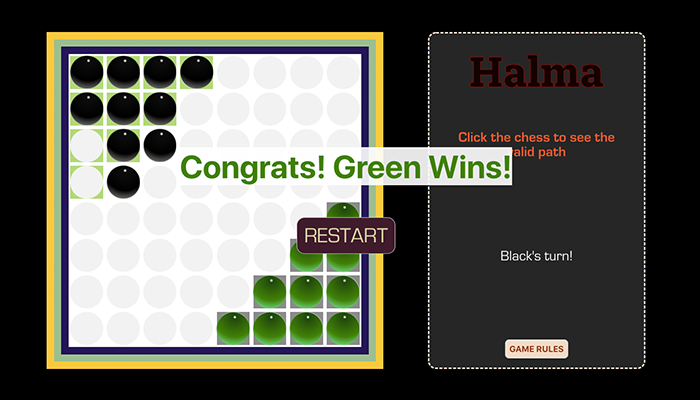 Halma
Click the chess to see the
valid path
Congrats! Green Wins!
RESTART
Black's turn!
GAME RULES